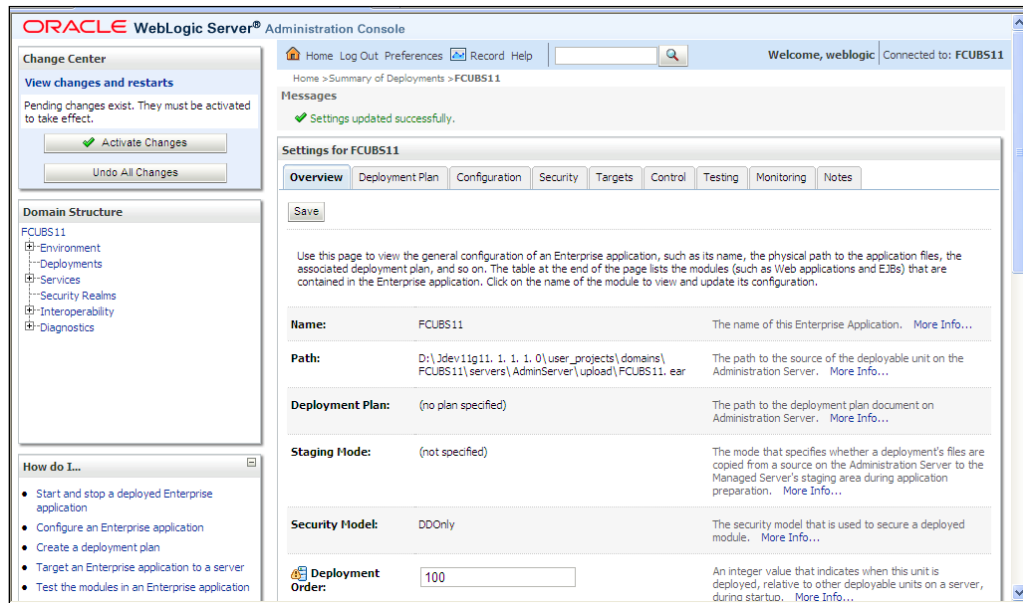 ORACLE WebLogic Server® Administration Console
Change Center
View changes and restarts
Pending changes exist. They must be activated
to take effect.
Activate Changes
Undo All Changes
Domain Structure
FCUBS11
Environment
Deployments
Services
Security Realms
Interoperability
Diagnostics
How do I...
Start and stop a deployed Enterprise
application
Configure an Enterprise application
Create a deployment plan
Target an Enterprise application to a server
Test the modules in an Enterprise application
Home Log Out Preferences Record Help
Welcome, weblogic Connected to: FCUBS11
Home >Summary of Deployments >FCUBS11
Messages
Settings updated successfully.
Settings for FCUBS11
Overview Deployment Plan Configuration Security Targets Control Testing Monitoring Notes
Save
Use this page to view the general configuration of an Enterprise application, such as its name, the physical path to the application files, the
associated deployment plan, and so on. The table at the end of the page lists the modules (such as Web applications and EJBs) that are
contained in the Enterprise application. Click on the name of the module to view and update its configuration.
Name: FCUBS11 The name of this Enterprise Application. More Info...
Path: D:\Jdev11g11. 1. 1. 1. 0\user_projects\domains\ The path to the source of the deployable unit on the
FCUBS11\servers\AdminServer\upload\FCUBS11. ear Administration Server. More Info...
Deployment Plan: (no plan specified) The path to the deployment plan document on
Administration Server. More Info...
Staging Mode: (not specified) The mode that specifies whether a deployment's files are
copied from a source on the Administration Server to the
Managed Server's staging area during application
preparation. More Info...
Security Model: DDOnly The security model that is used to secure a deployed
module. More Info...
Deployment 100 An integer value that indicates when this unit is
Order: deployed, relative to other deployable units on a server,
during startup. More Info...